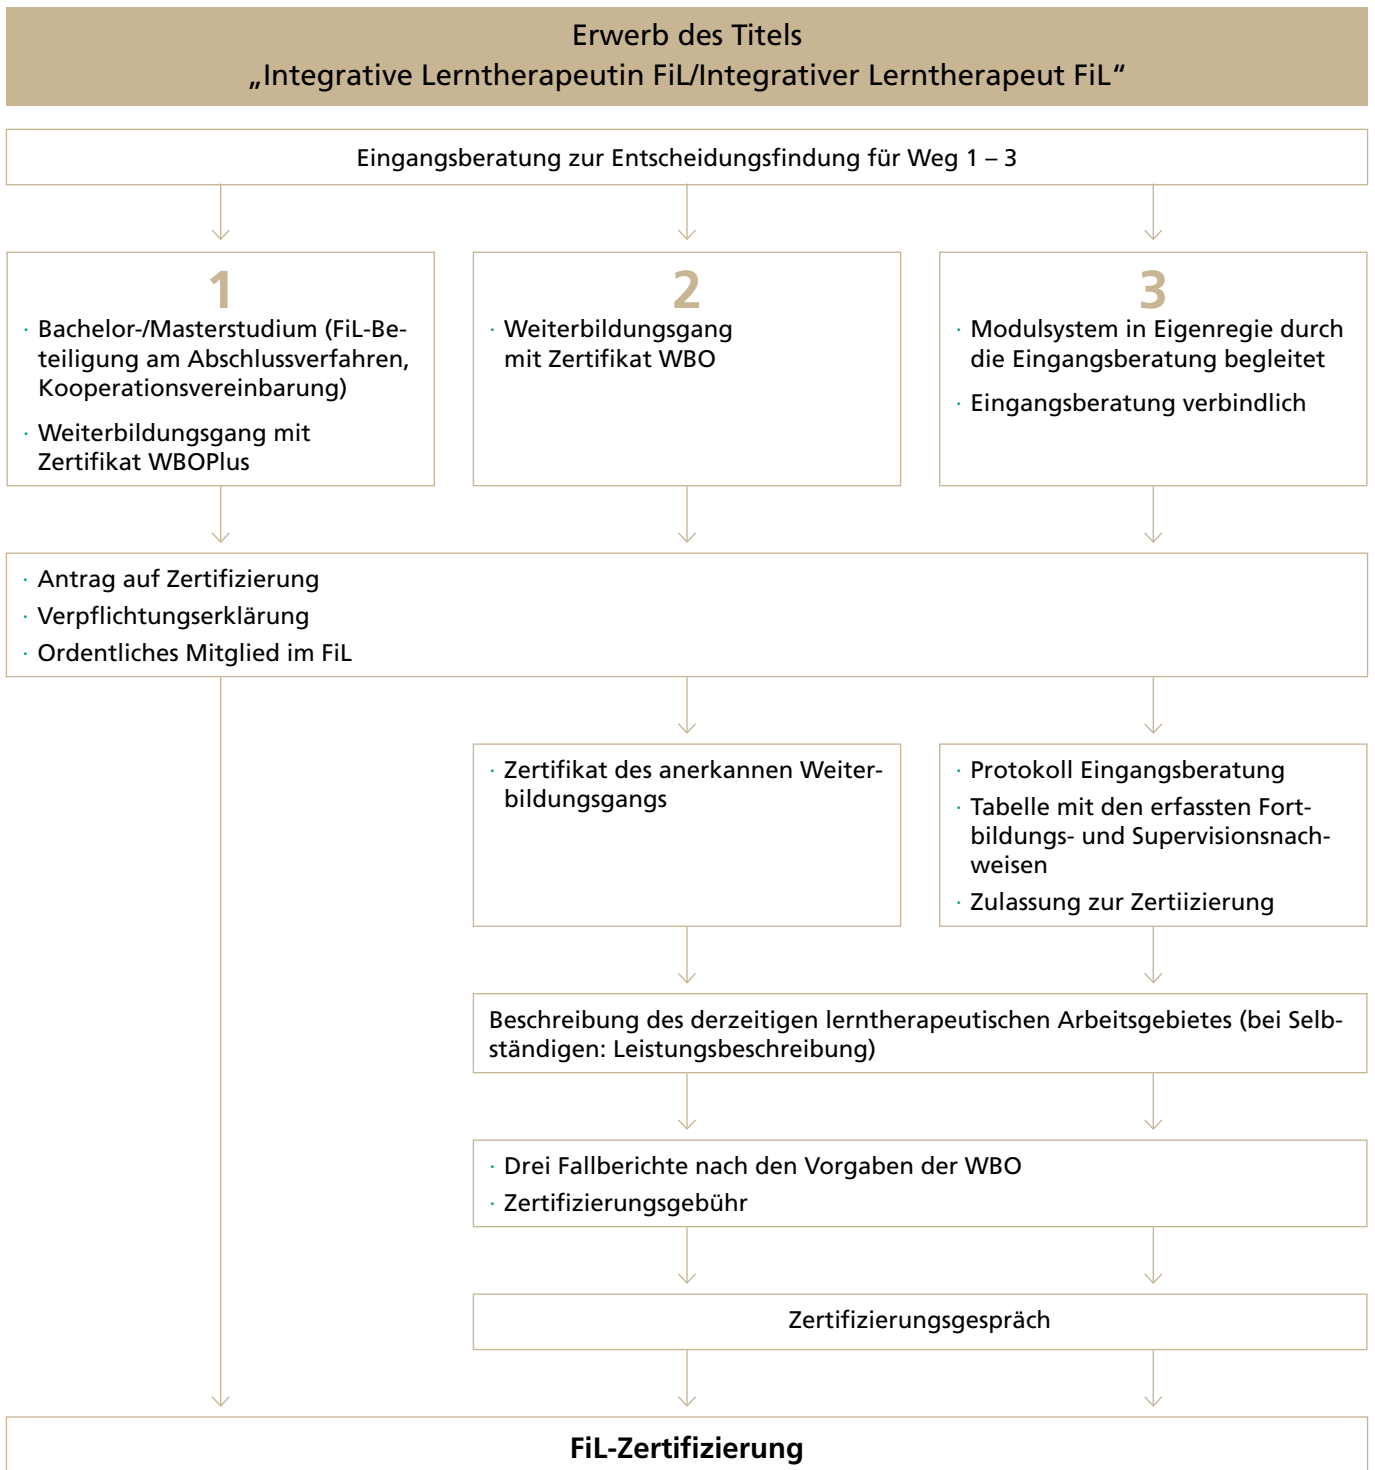 Erwerb des Titels
„Integrative Lerntherapeutin FiL/Integrativer Lerntherapeut FiL“
Eingangsberatung zur Entscheidungsfindung für Weg 1 – 3
1
· Bachelor-/Masterstudium (FiL-Be-
teiligung am Abschlussverfahren,
Kooperationsvereinbarung)
· Weiterbildungsgang mit
Zertifikat WBOPlus
2
· Weiterbildungsgang
mit Zertifikat WBO
3
· Modulsystem in Eigenregie durch
die Eingangsberatung begleitet
· Eingangsberatung verbindlich
· Antrag auf Zertifizierung
· Verpflichtungserklärung
· Ordentliches Mitglied im FiL
· Zertifikat des anerkannen Weiter-
bildungsgangs
· Protokoll Eingangsberatung
· Tabelle mit den erfassten Fort-
bildungs- und Supervisionsnach-
weisen
· Zulassung zur Zertiizierung
Beschreibung des derzeitigen lerntherapeutischen Arbeitsgebietes (bei Selb-
ständigen: Leistungsbeschreibung)
· Drei Fallberichte nach den Vorgaben der WBO
· Zertifizierungsgebühr
Zertifizierungsgespräch
FiL-Zertifizierung